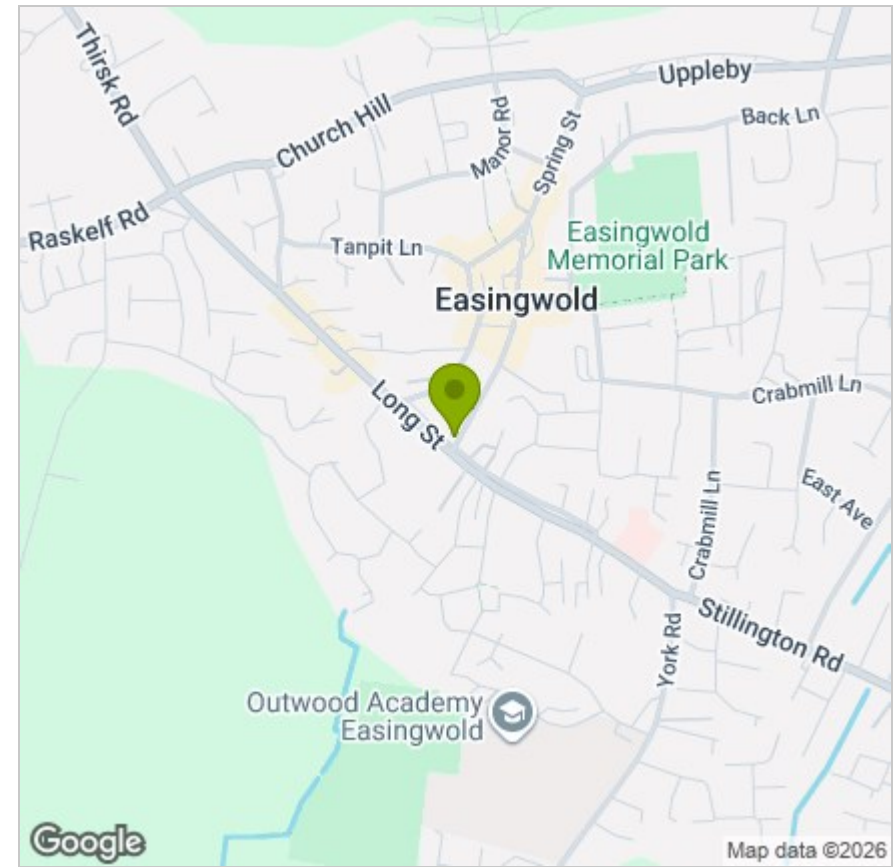 Thirsk Rd
Uppleby
Church Hill
Manor Rd
Spring St
Back Ln
Raskelf Rd
Tanpit Ln
Easingwold
Memorial Park
Easingwold
Long St
Crabmill Ln
Crabmill Ln
East Ave
Stillington Rd
York Rd
Outwood Academy
Easingwold
Google
Map data ©2026